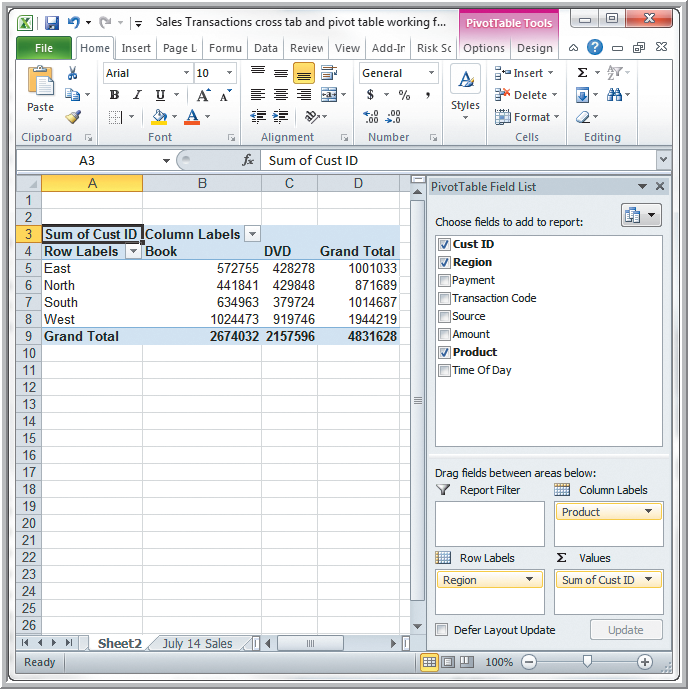 Sales Transactions cross tab and pivot table working f...
PivotTable Tools
File Home Insert Page L Formu Data Review View Add-Ir Risk Sc Options Design
Arial 10 General Insert
Paste B I U A A $ % , Styles Delete
Format
Clipboard Font Alignment Number Cells Editing
A3 fx Sum of Cust ID
A B C D
1
2
3 Sum of Cust ID Column Labels
4 Row Labels Book DVD Grand Total
5 East 572755 428278 1001033
6 North 441841 429848 871689
7 South 634963 379724 1014687
8 West 1024473 919746 1944219
9 Grand Total 2674032 2157596 4831628
10
11
12
13
14
15
16
17
18
19
20
21
22
23
24
25
26
PivotTable Field List
Choose fields to add to report:
Cust ID
Region
Payment
Transaction Code
Source
Amount
Product
Time Of Day
Drag fields between areas below:
Report Filter Column Labels
Product
Row Labels Σ Values
Region Sum of Cust ID
Defer Layout Update Update
Sheet2 July 14 Sales
Ready 100%